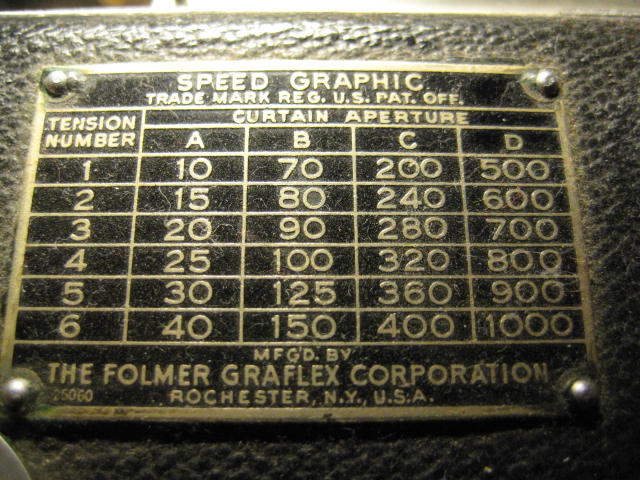 SPEED GRAPHIC
TRADE MARK REG. U.S. PAT. OFF.
TENSION NUMBER CURTAIN APERTURE
A B C D
1 10 70 200 500
2 15 80 240 600
3 20 90 280 700
4 25 100 320 800
5 30 125 360 900
6 40 150 400 1000
MFGD. BY
THE FOLMER GRAFLEX CORPORATION
25060 ROCHESTER, N.Y., U.S.A.